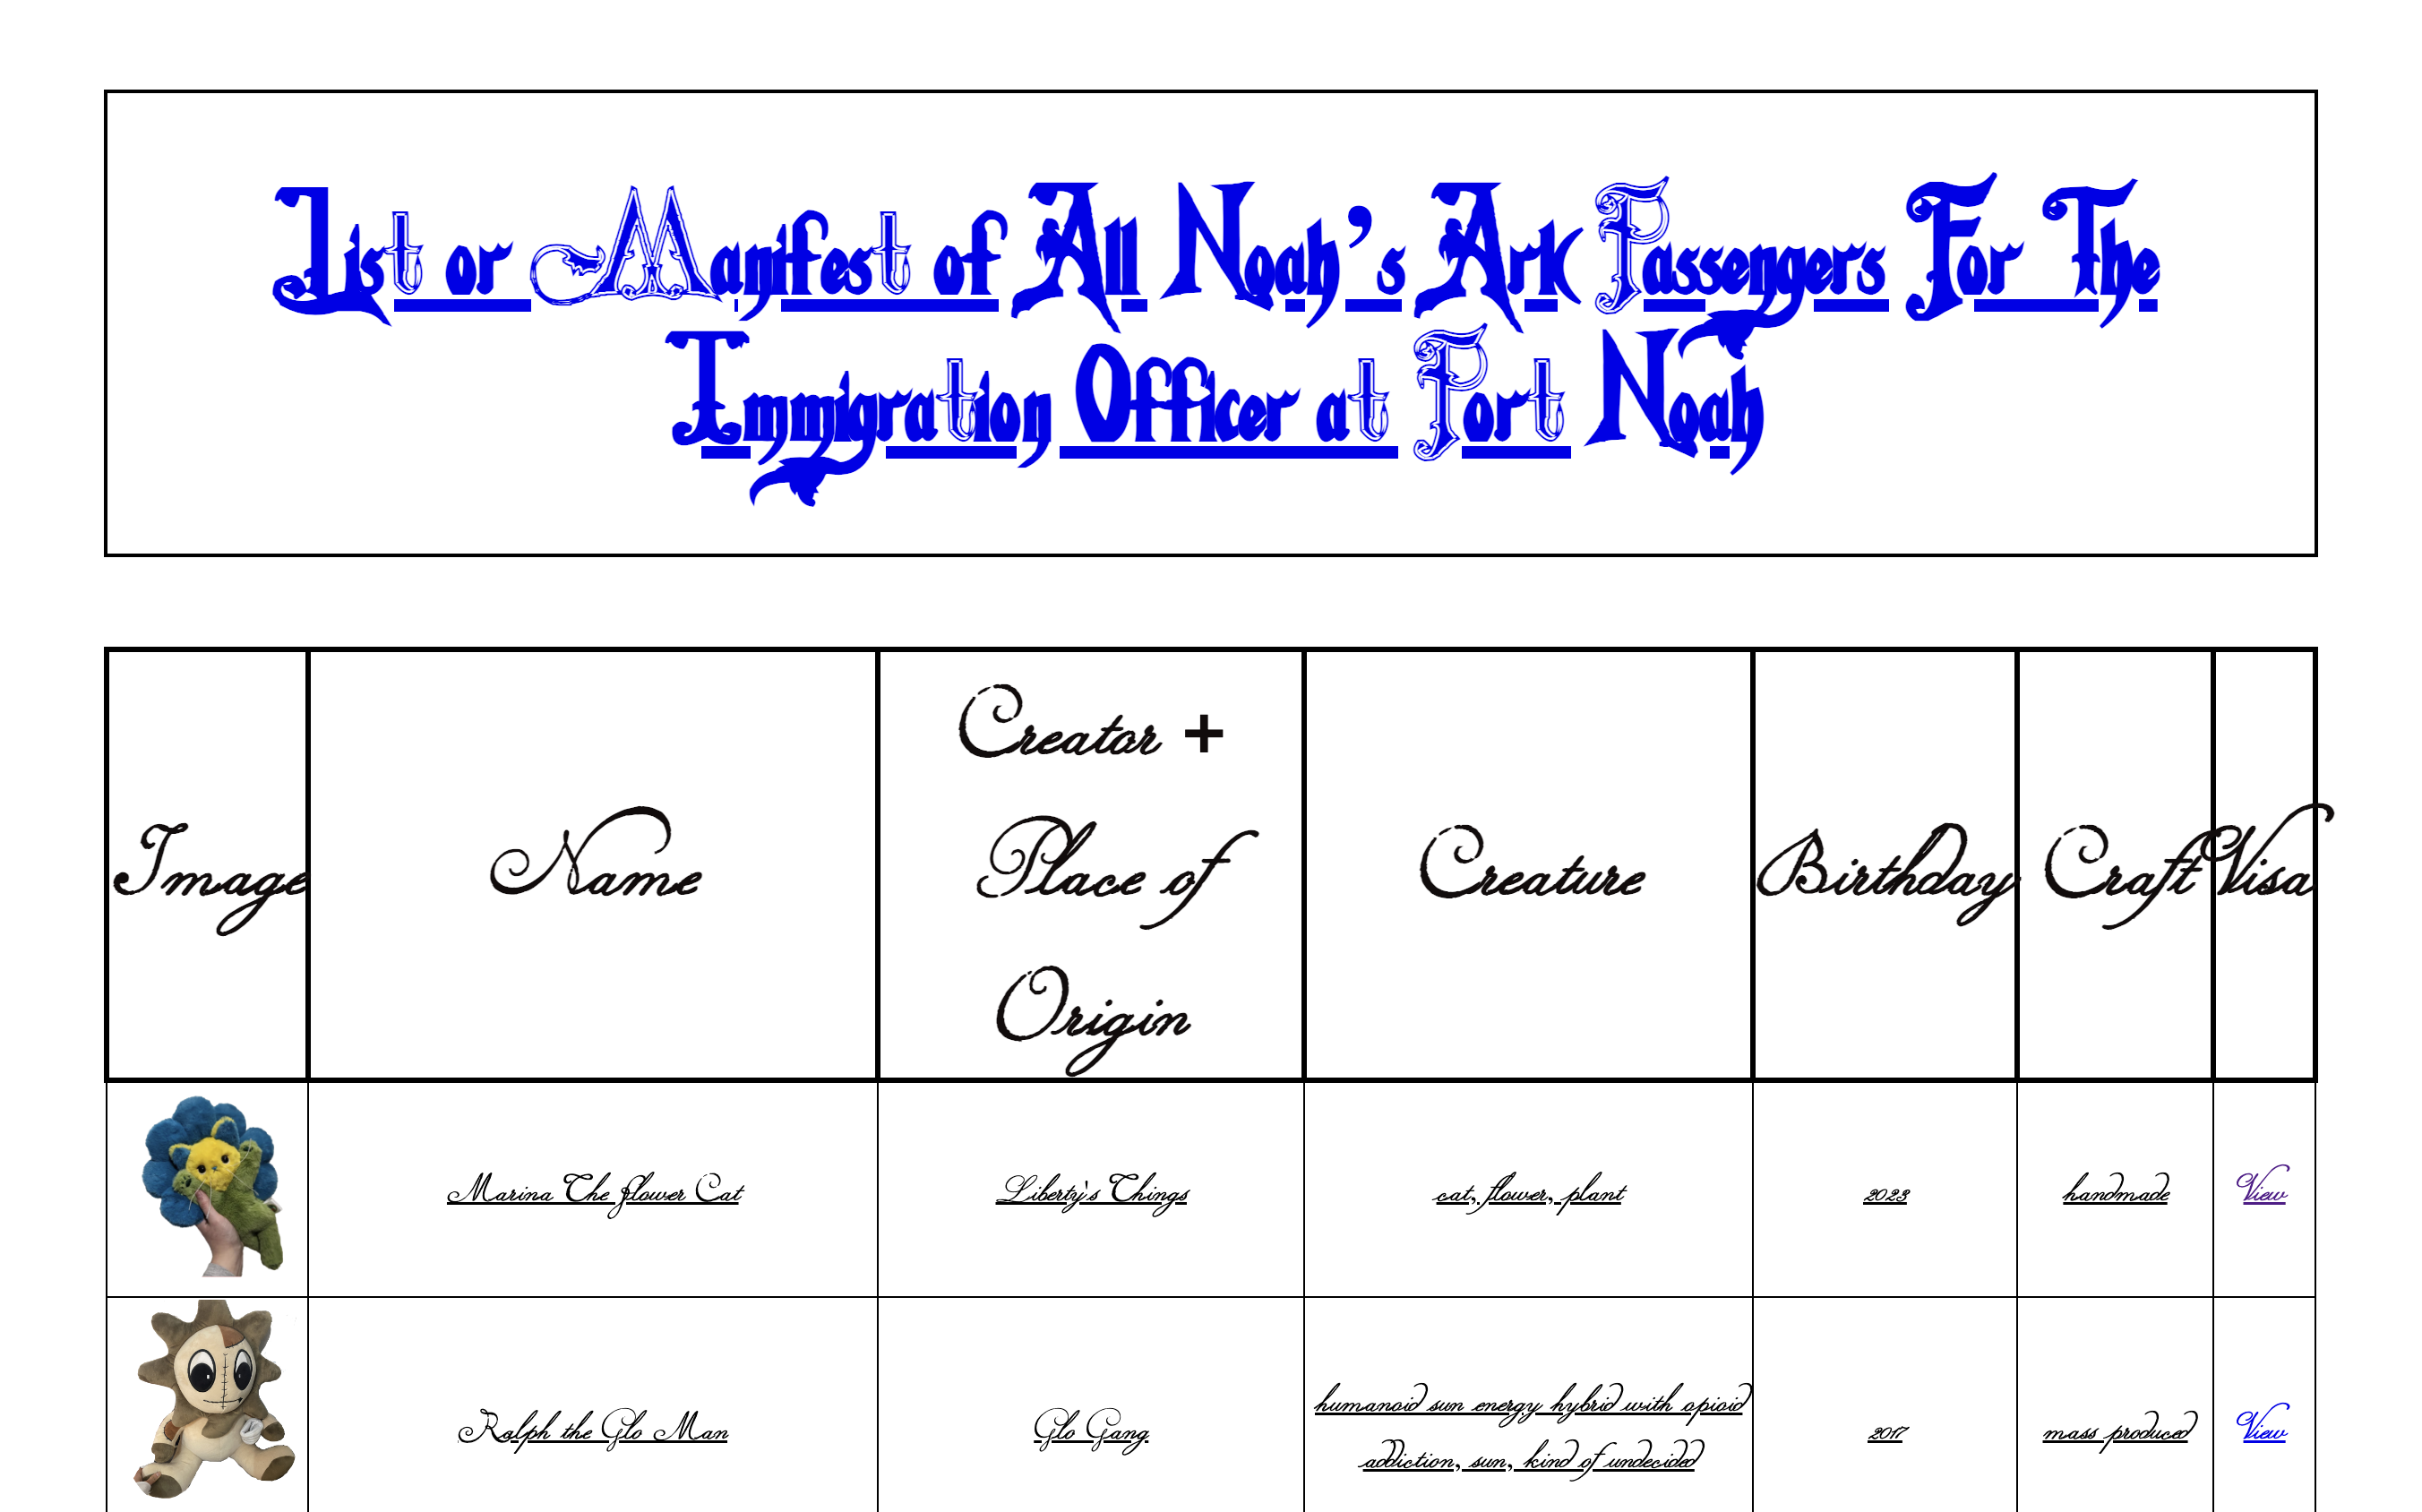 List or Manifest of All Noah's Ark Passengers For The
Immigration Officer at Port Noah
Image
Name
Creator +
Place of
Origin
Creature
Birthday
Craft
Visa
Marina The flower Cat
Liberty's Things
cat, flower, plant
2023
handmade
View
Ralph the Glo Man
Glo Gang
humanoid sun energy hybrid with opioid
addiction, sun, kind of undecided
2017
mass produced
View